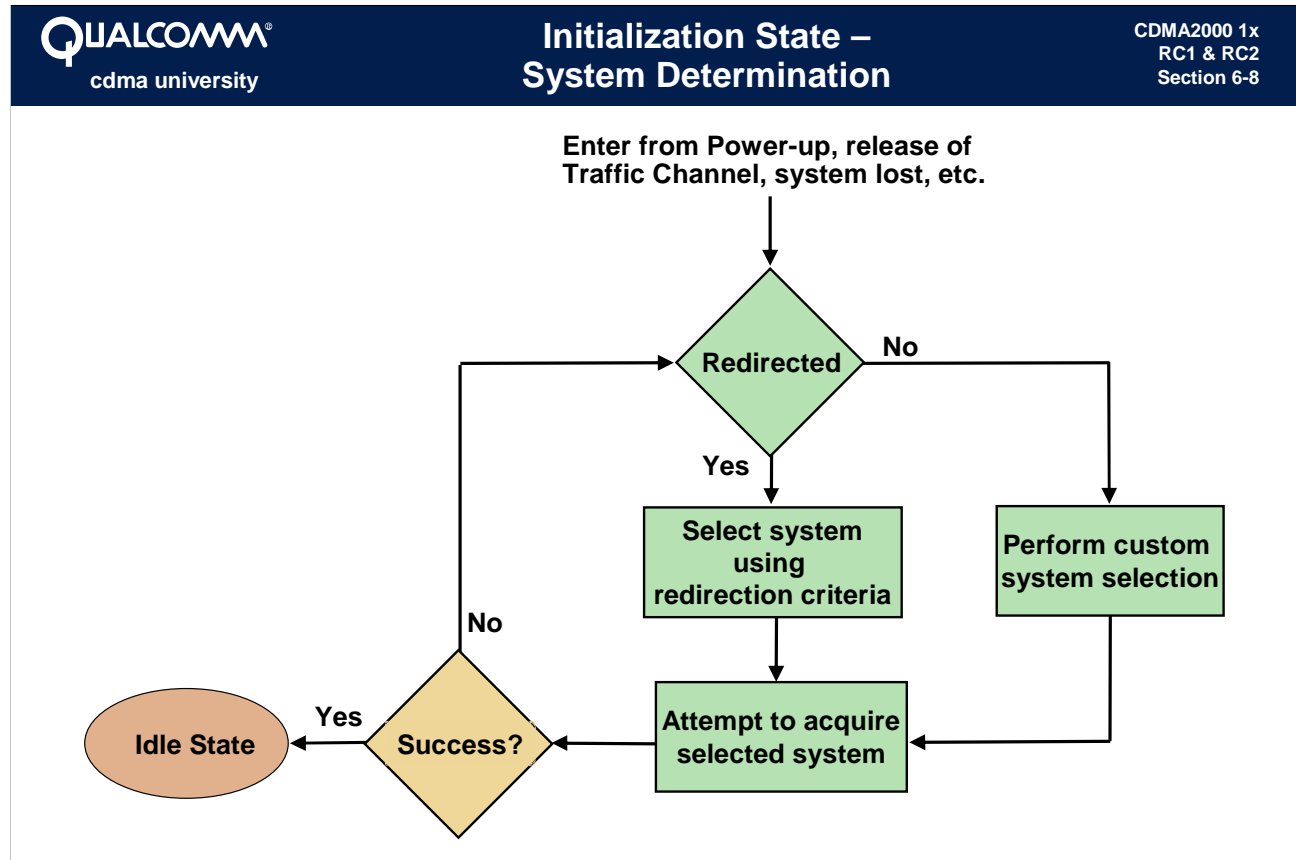 QUALCOMM®
cdma university
Initialization State –
System Determination
CDMA2000 1x
RC1 & RC2
Section 6-8
Enter from Power-up, release of
Traffic Channel, system lost, etc.
Redirected
No
Yes
Select system
using
redirection criteria
Perform custom
system selection
No
Attempt to acquire
selected system
Success?
Yes
Idle State